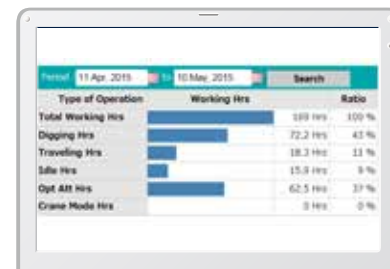 Period 11 Apr. 2015 to 10 May. 2015 Search
Type of Operation Working Hrs Ratio
Total Working Hrs 169 Hrs 100 %
Digging Hrs 72.2 Hrs 43 %
Traveling Hrs 18.3 Hrs 11 %
Idle Hrs 15.9 Hrs 9 %
Opt Att Hrs 62.5 Hrs 37 %
Crane Mode Hrs 0 Hrs 0 %